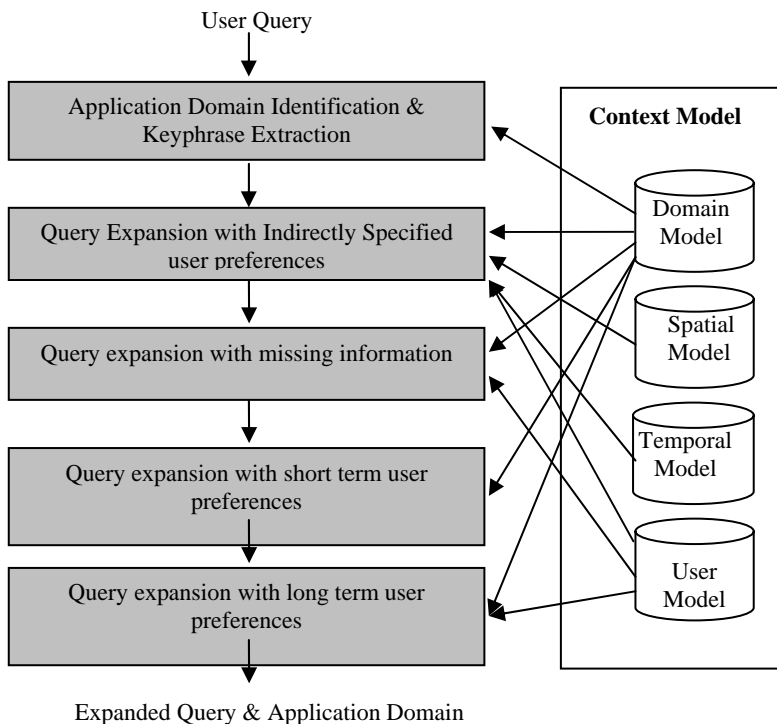 User Query
Application Domain Identification &
Keyphrase Extraction
Query Expansion with Indirectly Specified
user preferences
Query expansion with missing information
Query expansion with short term user
preferences
Query expansion with long term user
preferences
Expanded Query & Application Domain
Context Model
Domain
Model
Spatial
Model
Temporal
Model
User
Model